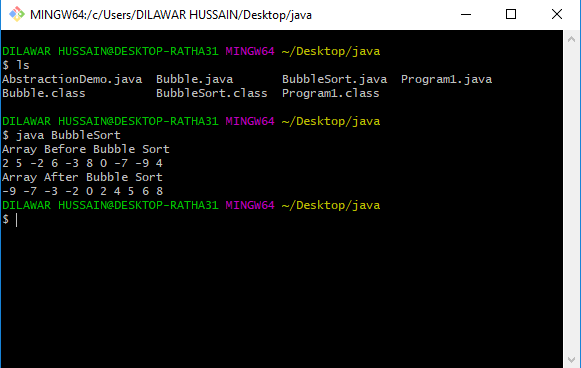 MINGW64:/c/Users/DILAWAR HUSSAIN/Desktop/java
DILAWAR HUSSAIN@DESKTOP-RATHA31 MINGW64 ~/Desktop/java
$ ls
AbstractionDemo.java  Bubble.java       BubbleSort.java  Program1.java
Bubble.class          BubbleSort.class  Program1.class
DILAWAR HUSSAIN@DESKTOP-RATHA31 MINGW64 ~/Desktop/java
$ java BubbleSort
Array Before Bubble Sort
2 5 -2 6 -3 8 0 -7 -9 4
Array After Bubble Sort
-9 -7 -3 -2 0 2 4 5 6 8
DILAWAR HUSSAIN@DESKTOP-RATHA31 MINGW64 ~/Desktop/java
$